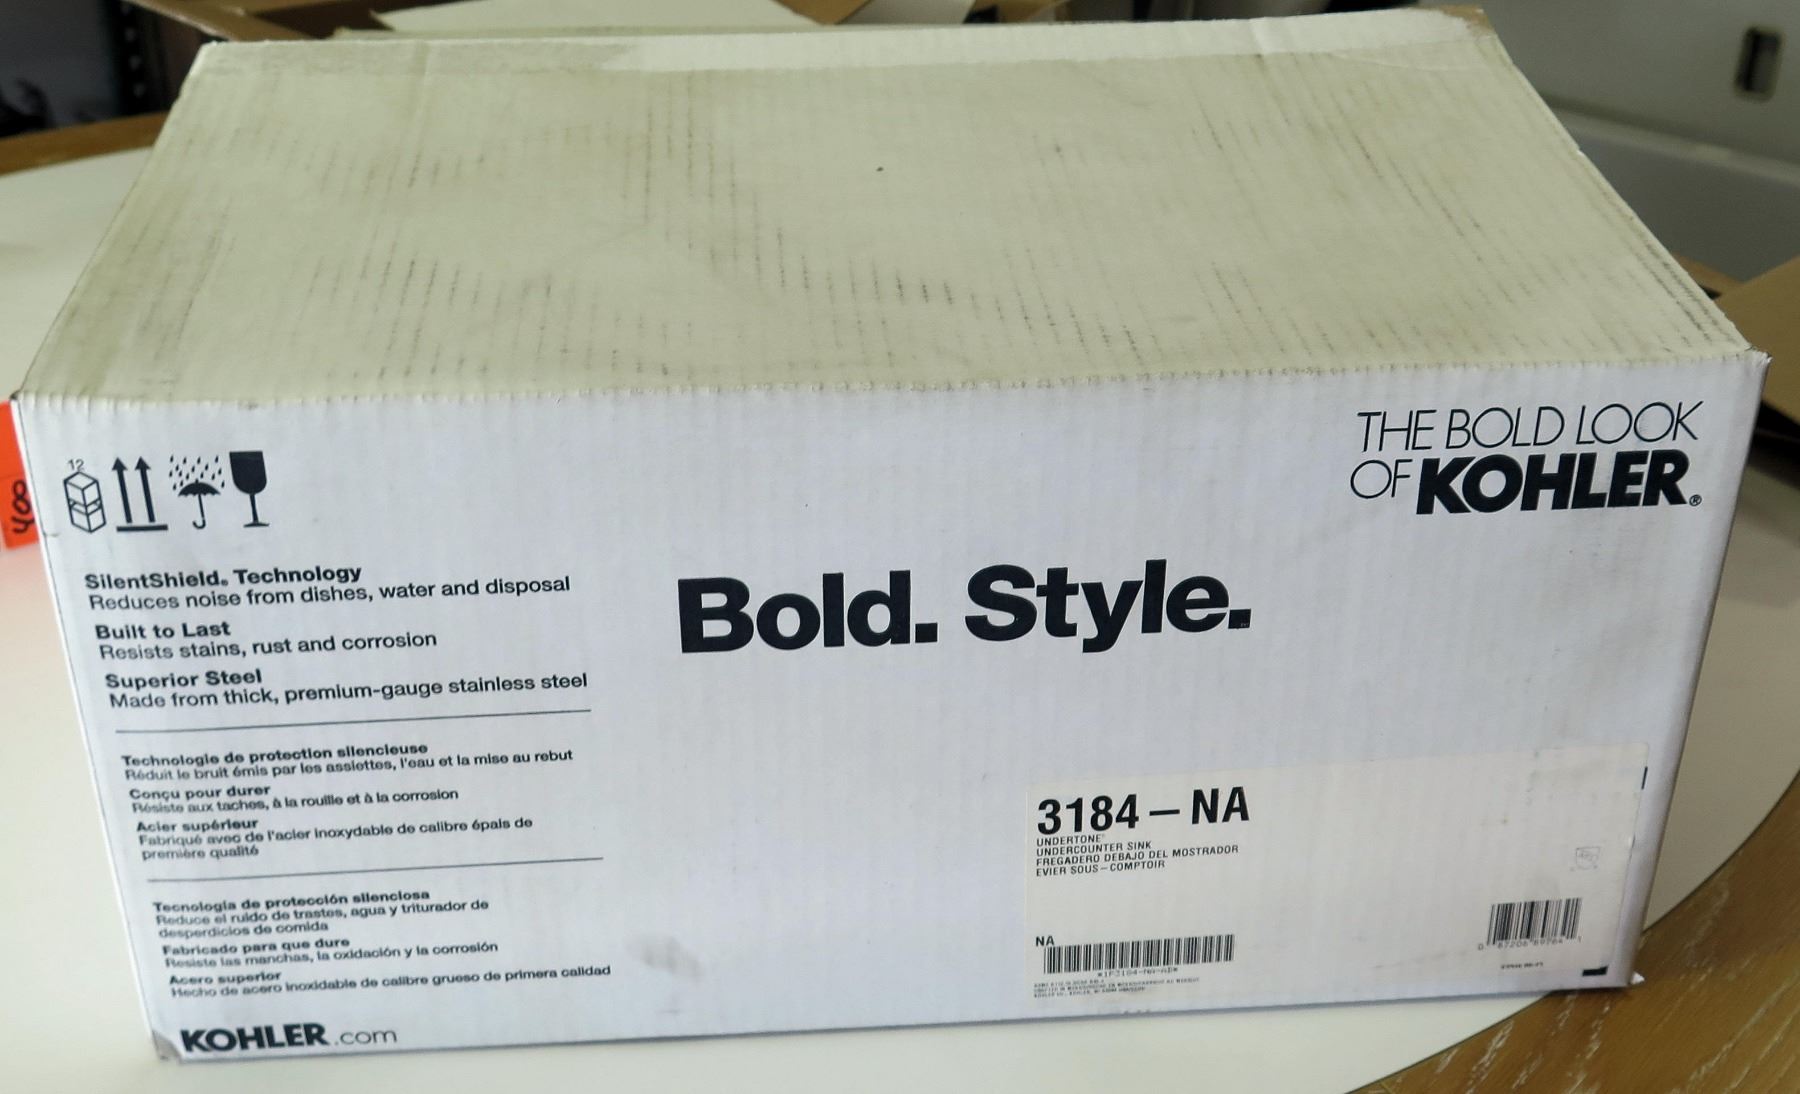 12
40
THE BOLD LOOK
OF KOHLER®
SilentShield® Technology
Reduces noise from dishes, water and disposal
Built to Last
Resists stains, rust and corrosion
Superior Steel
Made from thick, premium-gauge stainless steel
Bold. Style.
Technologie de protection silencieuse
Réduit le bruit émis par les assiettes, l'eau et la mise au rebut
Conçu pour durer
Résiste aux taches, à la rouille et à la corrosion
Acier supérieur
Fabriqué avec de l'acier inoxydable de calibre épais de
première qualité
Tecnología de protección silenciosa
Reduce el ruido de trastes, agua y triturador de
desperdicios de comida
Fabricado para que dure
Resiste las manchas, la oxidación y la corrosión
Acero superior
Hecho de acero inoxidable de calibre grueso de primera calidad
KOHLER.com
3184-NA
UNDERTONE®
UNDERCOUNTER SINK
FREGADERO DEBAJO DEL MOSTRADOR
EVIER SOUS-COMPTOIR
NA